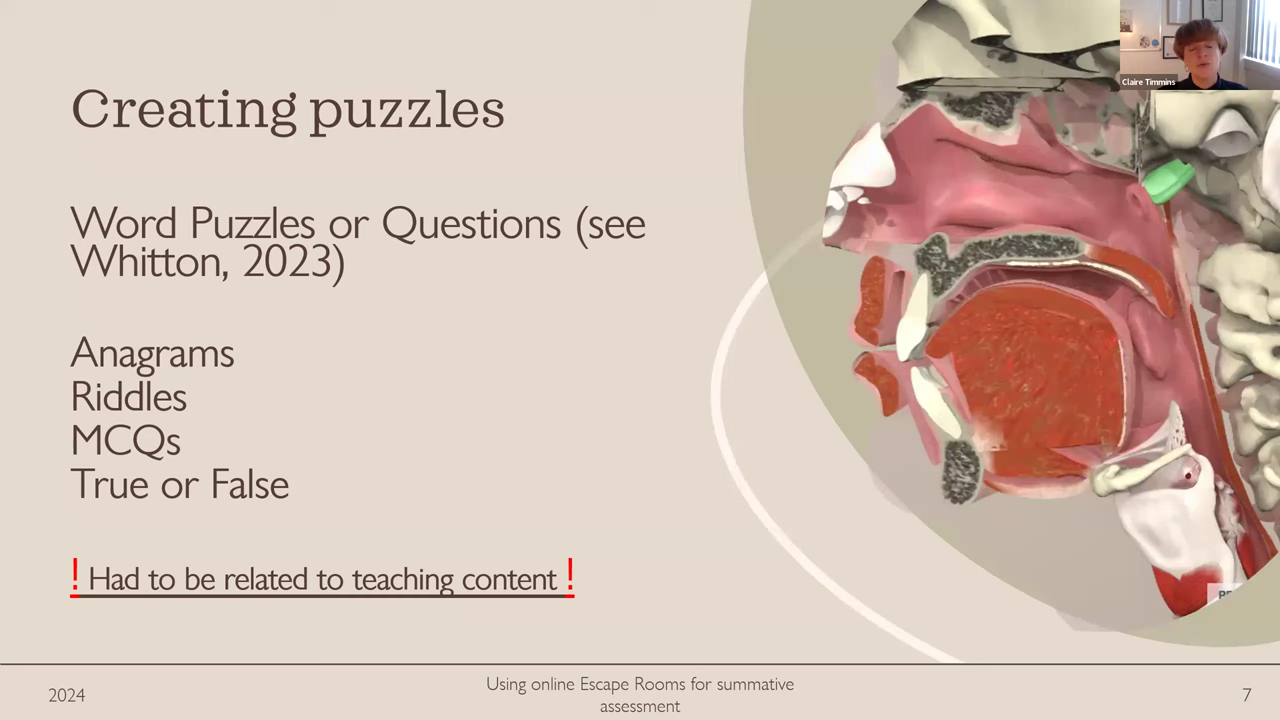 Claire Timmins
Creating puzzles
Word Puzzles or Questions (see
Whitton, 2023)
Anagrams
Riddles
MCQs
True or False
! Had to be related to teaching content !
2024
Using online Escape Rooms for summative
assessment
7